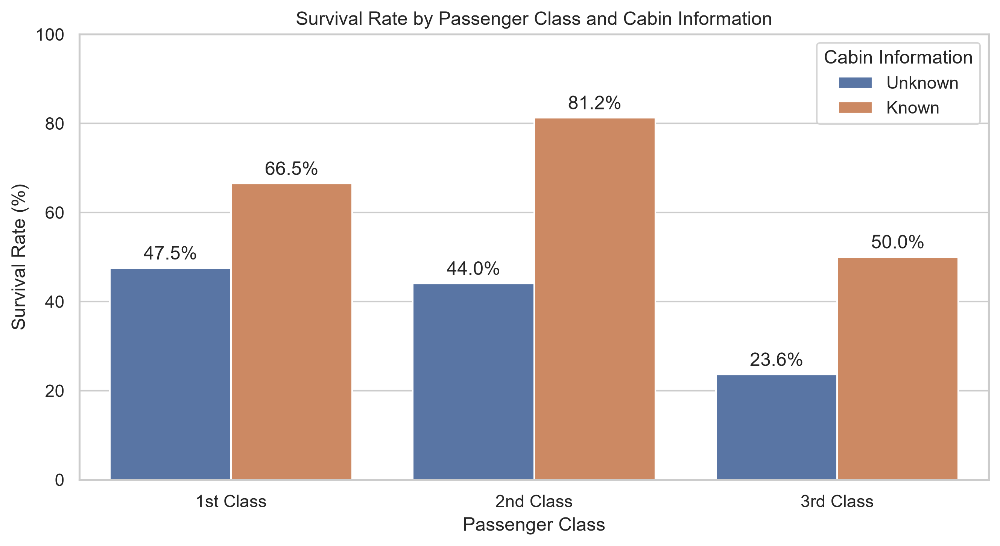 Survival Rate by Passenger Class and Cabin Information
Survival Rate (%)
100
80
60
40
20
0
Cabin Information
Unknown
Known
47.5%
66.5%
44.0%
81.2%
23.6%
50.0%
1st Class
2nd Class
3rd Class
Passenger Class